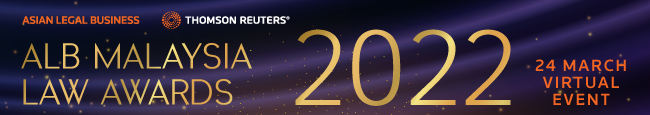 ASIAN LEGAL BUSINESS
THOMSON REUTERS®
ALB MALAYSIA
LAW AWARDS
2022
24 MARCH
VIRTUAL
EVENT